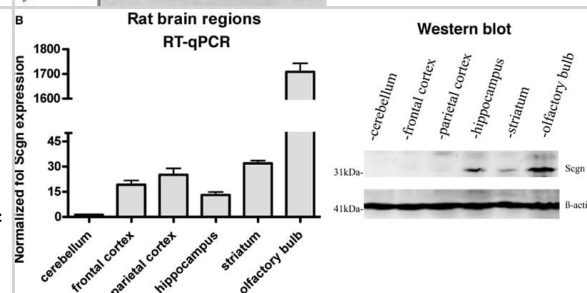 B
Rat brain regions
RT-qPCR
Normalized fol Scgn expression
1800
1700
1600
45
30
15
0
cerebellum
frontal cortex
parietal cortex
hippocampus
striatum
olfactory bulb
Western blot
-cerebellum
-frontal cortex
-parietal cortex
-hippocampus
-striatum
-olfactory bulb
31kDa-
Scgn
41kDa-
ß-acti